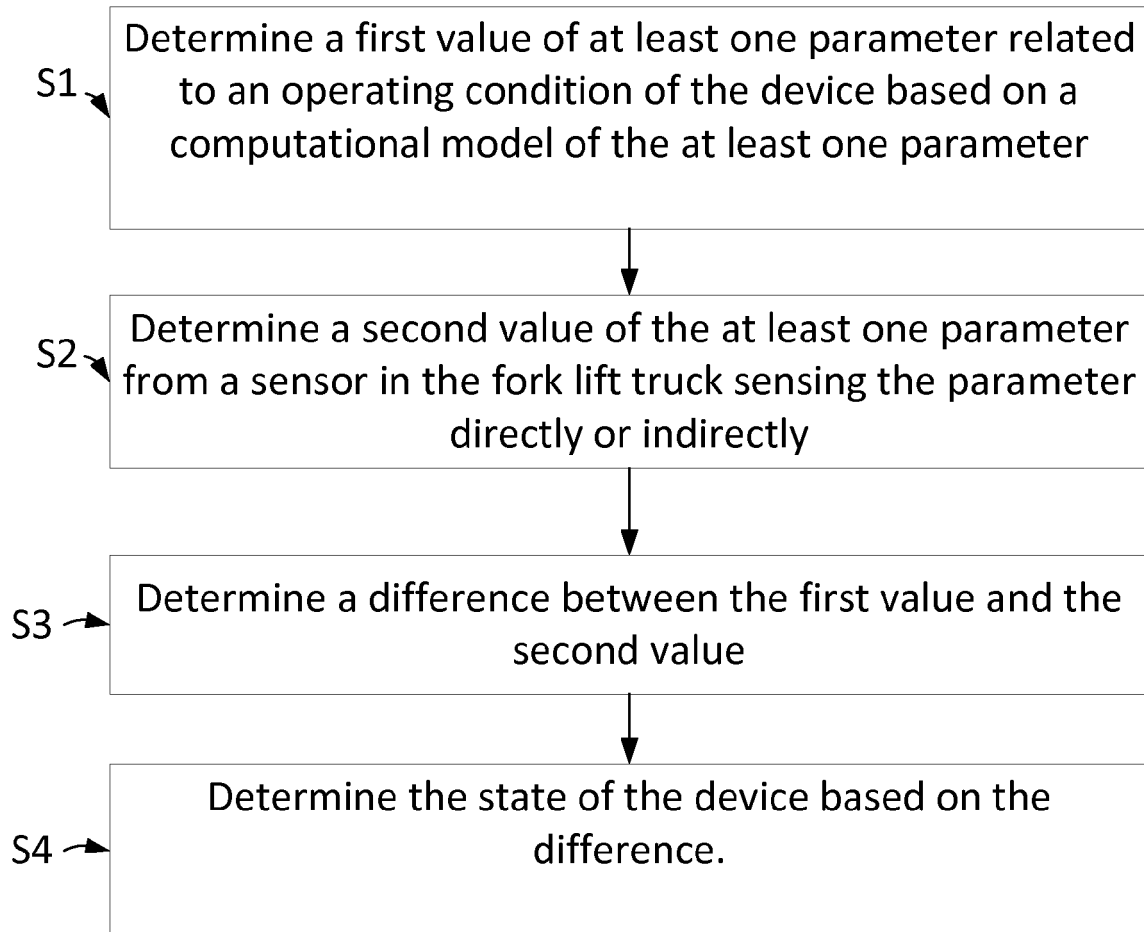 S1
Determine a first value of at least one parameter related
to an operating condition of the device based on a
computational model of the at least one parameter
S2
Determine a second value of the at least one parameter
from a sensor in the fork lift truck sensing the parameter
directly or indirectly
S3
Determine a difference between the first value and the
second value
S4
Determine the state of the device based on the
difference.